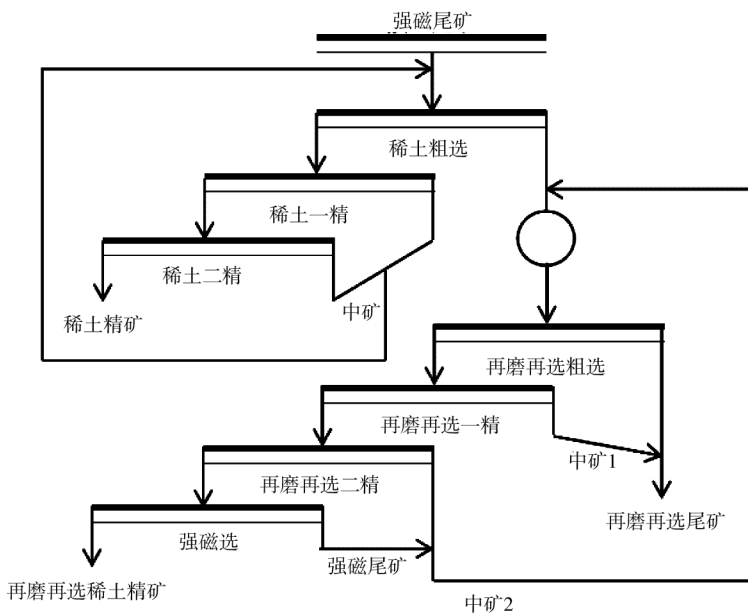 强磁尾矿
稀土粗选
稀土一精
稀土二精
中矿
稀土精矿
再磨再选粗选
再磨再选一精
中矿1
再磨再选二精
再磨再选尾矿
强磁选
强磁尾矿
再磨再选稀土精矿
中矿2